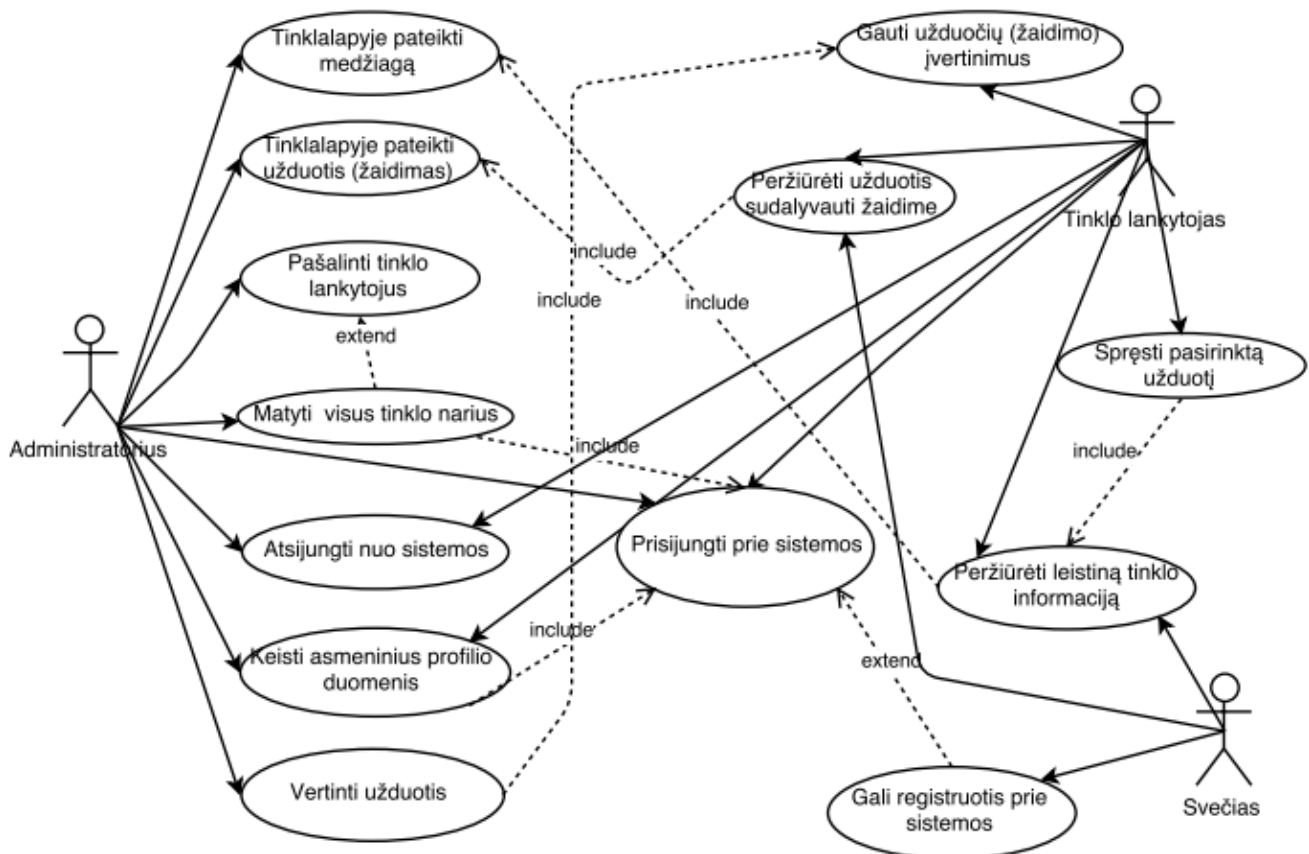 Tinklalapyje pateikti
medžiagą
Gauti užduočių (žaidimo)
įvertinimus
Tinklalapyje pateikti
užduotis (žaidimas)
Peržiūrėti užduotis
sudalyvauti žaidime
Tinklo lankytojas
include
include
include
Pašalinti tinklo
lankytojus
extend
Spręsti pasirinktą
užduotį
Matyti visus tinklo narius
Administratorius
include
include
Atsijungti nuo sistemos
Prisijungti prie sistemos
Peržiūrėti leistiną tinklo
informaciją
include
Keisti asmeninius profilio
duomenis
extend
Vertinti užduotis
Gali registruotis prie
sistemos
Svečias